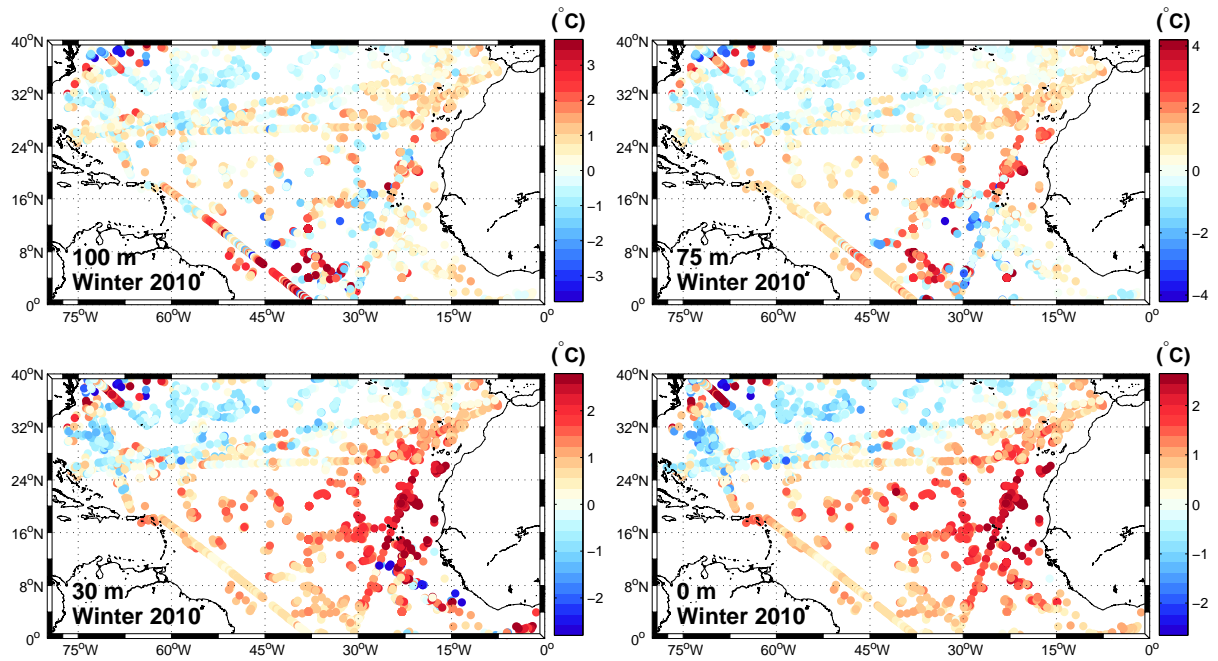 (°C) (°C)
40°N 40°N
3 4
32°N 32°N
2 2
24°N 1 24°N
0 0
16°N 16°N
-1
8°N 100 m -2 8°N 75 m -2
Winter 2010 -3 Winter 2010 -4
0° 0°
75°W 60°W 45°W 30°W 15°W 0° 75°W 60°W 45°W 30°W 15°W 0°
(°C) (°C)
40°N 40°N
2 2
32°N 32°N
1 1
24°N 24°N
0 0
16°N 16°N
-1 -1
8°N 30 m 8°N 0 m
Winter 2010 -2 Winter 2010 -2
0° 0°
75°W 60°W 45°W 30°W 15°W 0° 75°W 60°W 45°W 30°W 15°W 0°